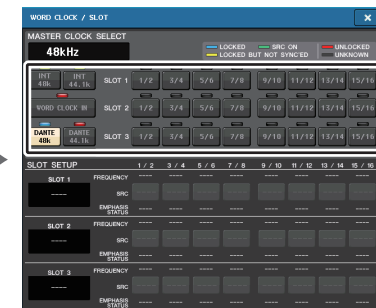 WORD CLOCK / SLOT
MASTER CLOCK SELECT
48kHz
LOCKED SRC ON UNLOCKED
LOCKED BUT NOT SYNC'ED UNKNOWN
INT 48k INT 44.1k SLOT 1 1/2 3/4 5/6 7/8 9/10 11/12 13/14 15/16
WORD CLOCK IN SLOT 2 1/2 3/4 5/6 7/8 9/10 11/12 13/14 15/16
DANTE 48k DANTE 44.1k SLOT 3 1/2 3/4 5/6 7/8 9/10 11/12 13/14 15/16
SLOT SETUP 1 / 2 3 / 4 5 / 6 7 / 8 9 / 10 11 / 12 13 / 14 15 / 16
SLOT 1 FREQUENCY ---- ---- ---- ---- ---- ---- ---- ----
---- SRC
EMPHASIS STATUS ---- ---- ---- ---- ---- ---- ---- ----
SLOT 2 FREQUENCY ---- ---- ---- ---- ---- ---- ---- ----
---- SRC
EMPHASIS STATUS ---- ---- ---- ---- ---- ---- ---- ----
SLOT 3 FREQUENCY ---- ---- ---- ---- ---- ---- ---- ----
---- SRC
EMPHASIS STATUS ---- ---- ---- ---- ---- ---- ---- ----